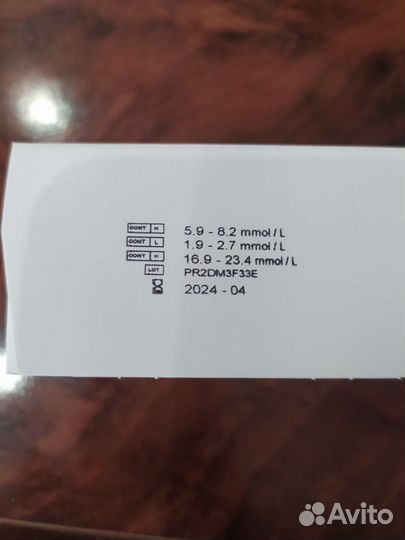 CONT N 5.9 - 8.2 mmol/L
CONT L 1.9 - 2.7 mmol/L
CONT H 16.9 - 23.4 mmol/L
LOT PR2DM3F33E
2024 - 04
Avito